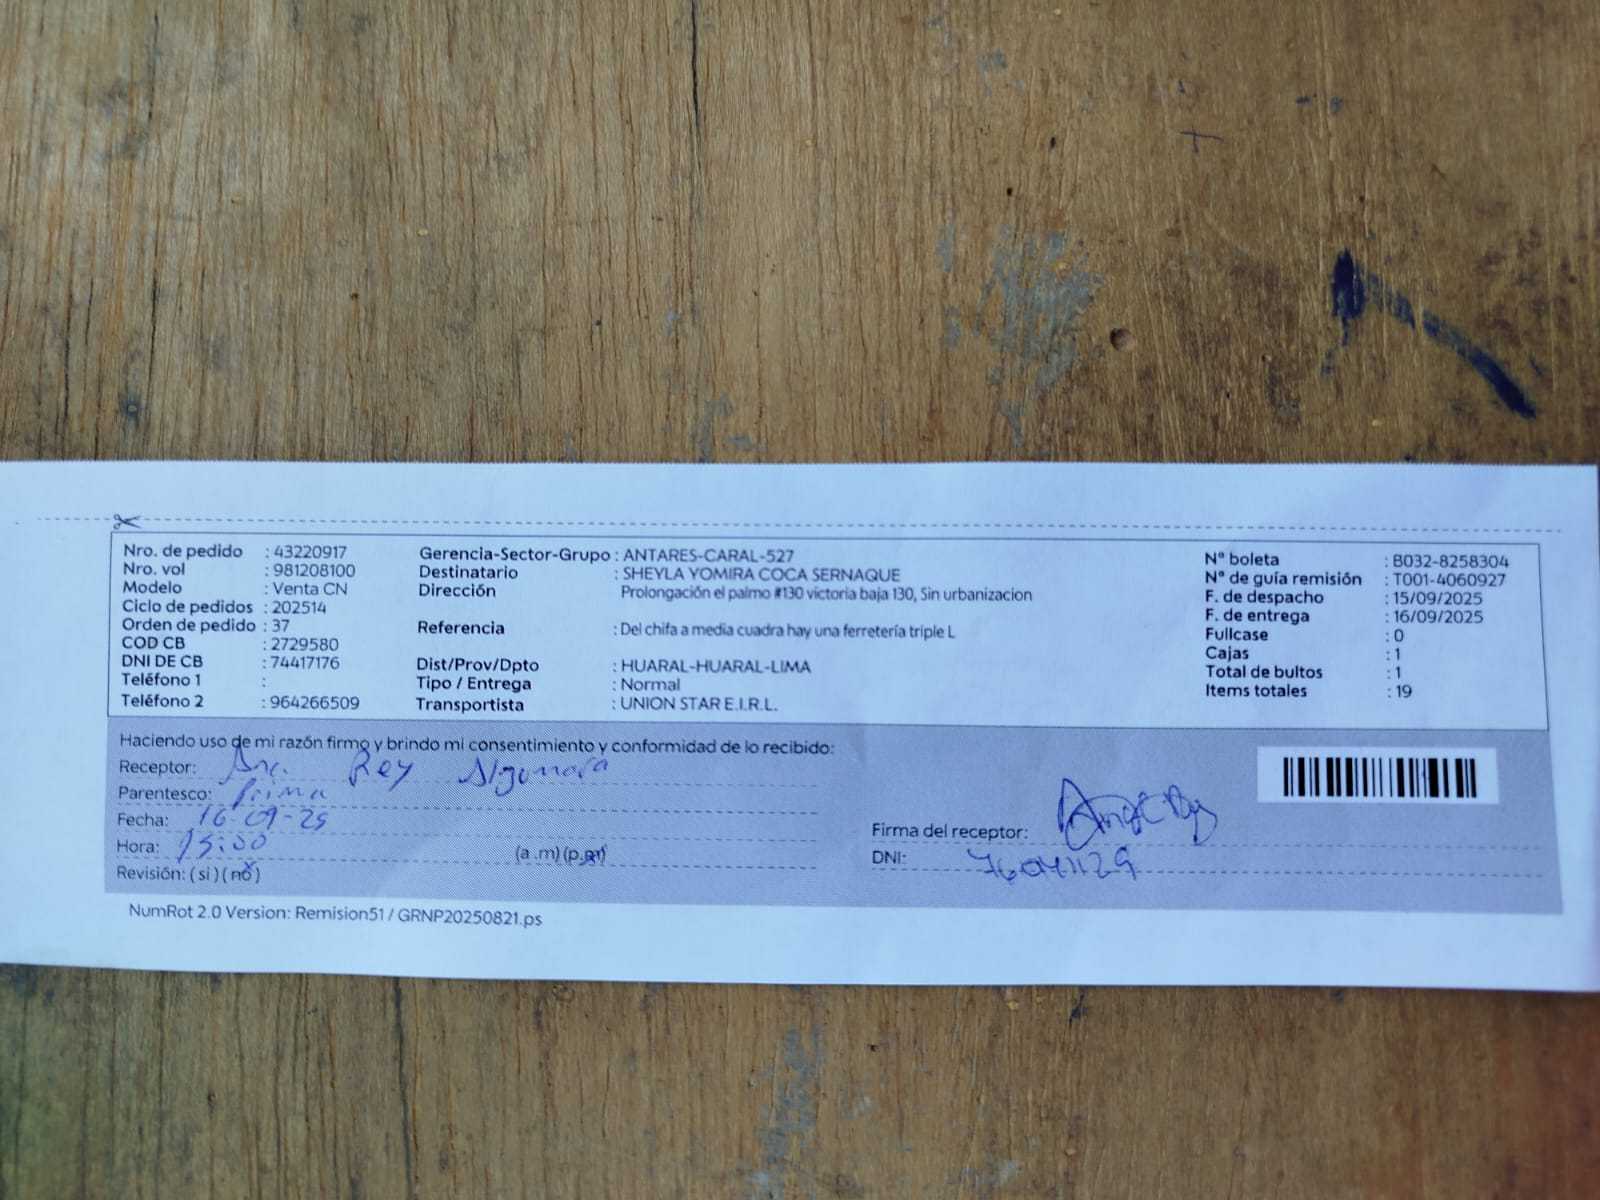 Nro. de pedido : 43220917
Nro. vol : 981208100
Modelo : Venta CN
Ciclo de pedidos : 202514
Orden de pedido : 37
COD CB : 2729580
DNI DE CB : 74417176
Teléfono 1 :
Teléfono 2 : 964266509
Gerencia-Sector-Grupo : ANTARES-CARAL-527
Destinatario : SHEYLA YOMIRA COCA SERNAQUE
Dirección Prolongación el palmo #130 victoria baja 130, Sin urbanizacion
Referencia : Del chifa a media cuadra hay una ferretería triple L
Dist/Prov/Dpto : HUARAL-HUARAL-LIMA
Tipo / Entrega : Normal
Transportista : UNION STAR E.I.R.L.
Nª boleta : B032-8258304
Nª de guía remisión : T001-4060927
F. de despacho : 15/09/2025
F. de entrega : 16/09/2025
Fullcase : 0
Cajas : 1
Total de bultos : 1
Items totales : 19
Haciendo uso de mi razón firmo y brindo mi consentimiento y conformidad de lo recibido:
Receptor: Rey
Parentesco: Prima
Fecha: 16-09-25
Hora: 15:00 (a .m) (p.m)
Revisión: ( si ) ( no )
Firma del receptor:
DNI:
NumRot 2.0 Version: Remision51 / GRNP20250821.ps